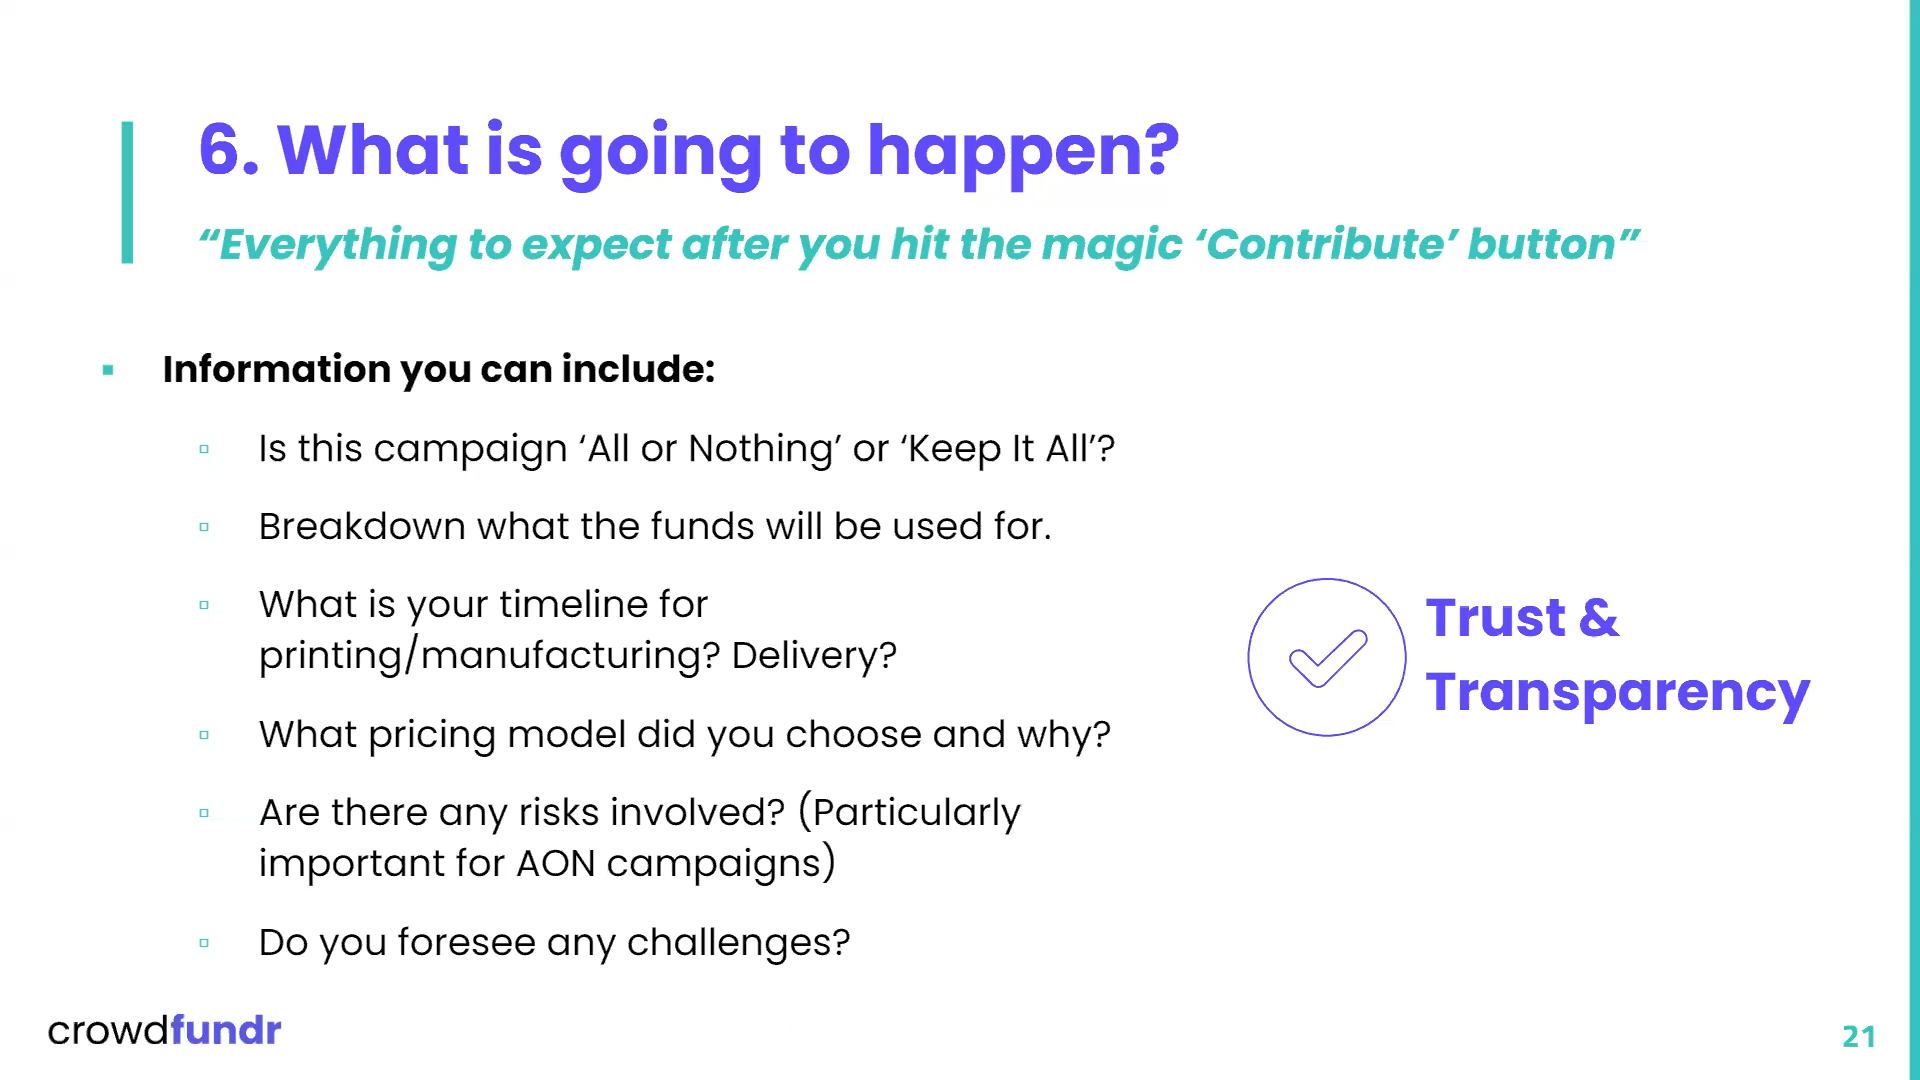 6. What is going to happen?
“Everything to expect after you hit the magic ‘Contribute’ button”
▪ Information you can include:
▫ Is this campaign ‘All or Nothing’ or ‘Keep It All’?
▫ Breakdown what the funds will be used for.
▫ What is your timeline for
printing/manufacturing? Delivery?
▫ What pricing model did you choose and why?
▫ Are there any risks involved? (Particularly
important for AON campaigns)
▫ Do you foresee any challenges?
Trust &
Transparency
crowdfundr
21